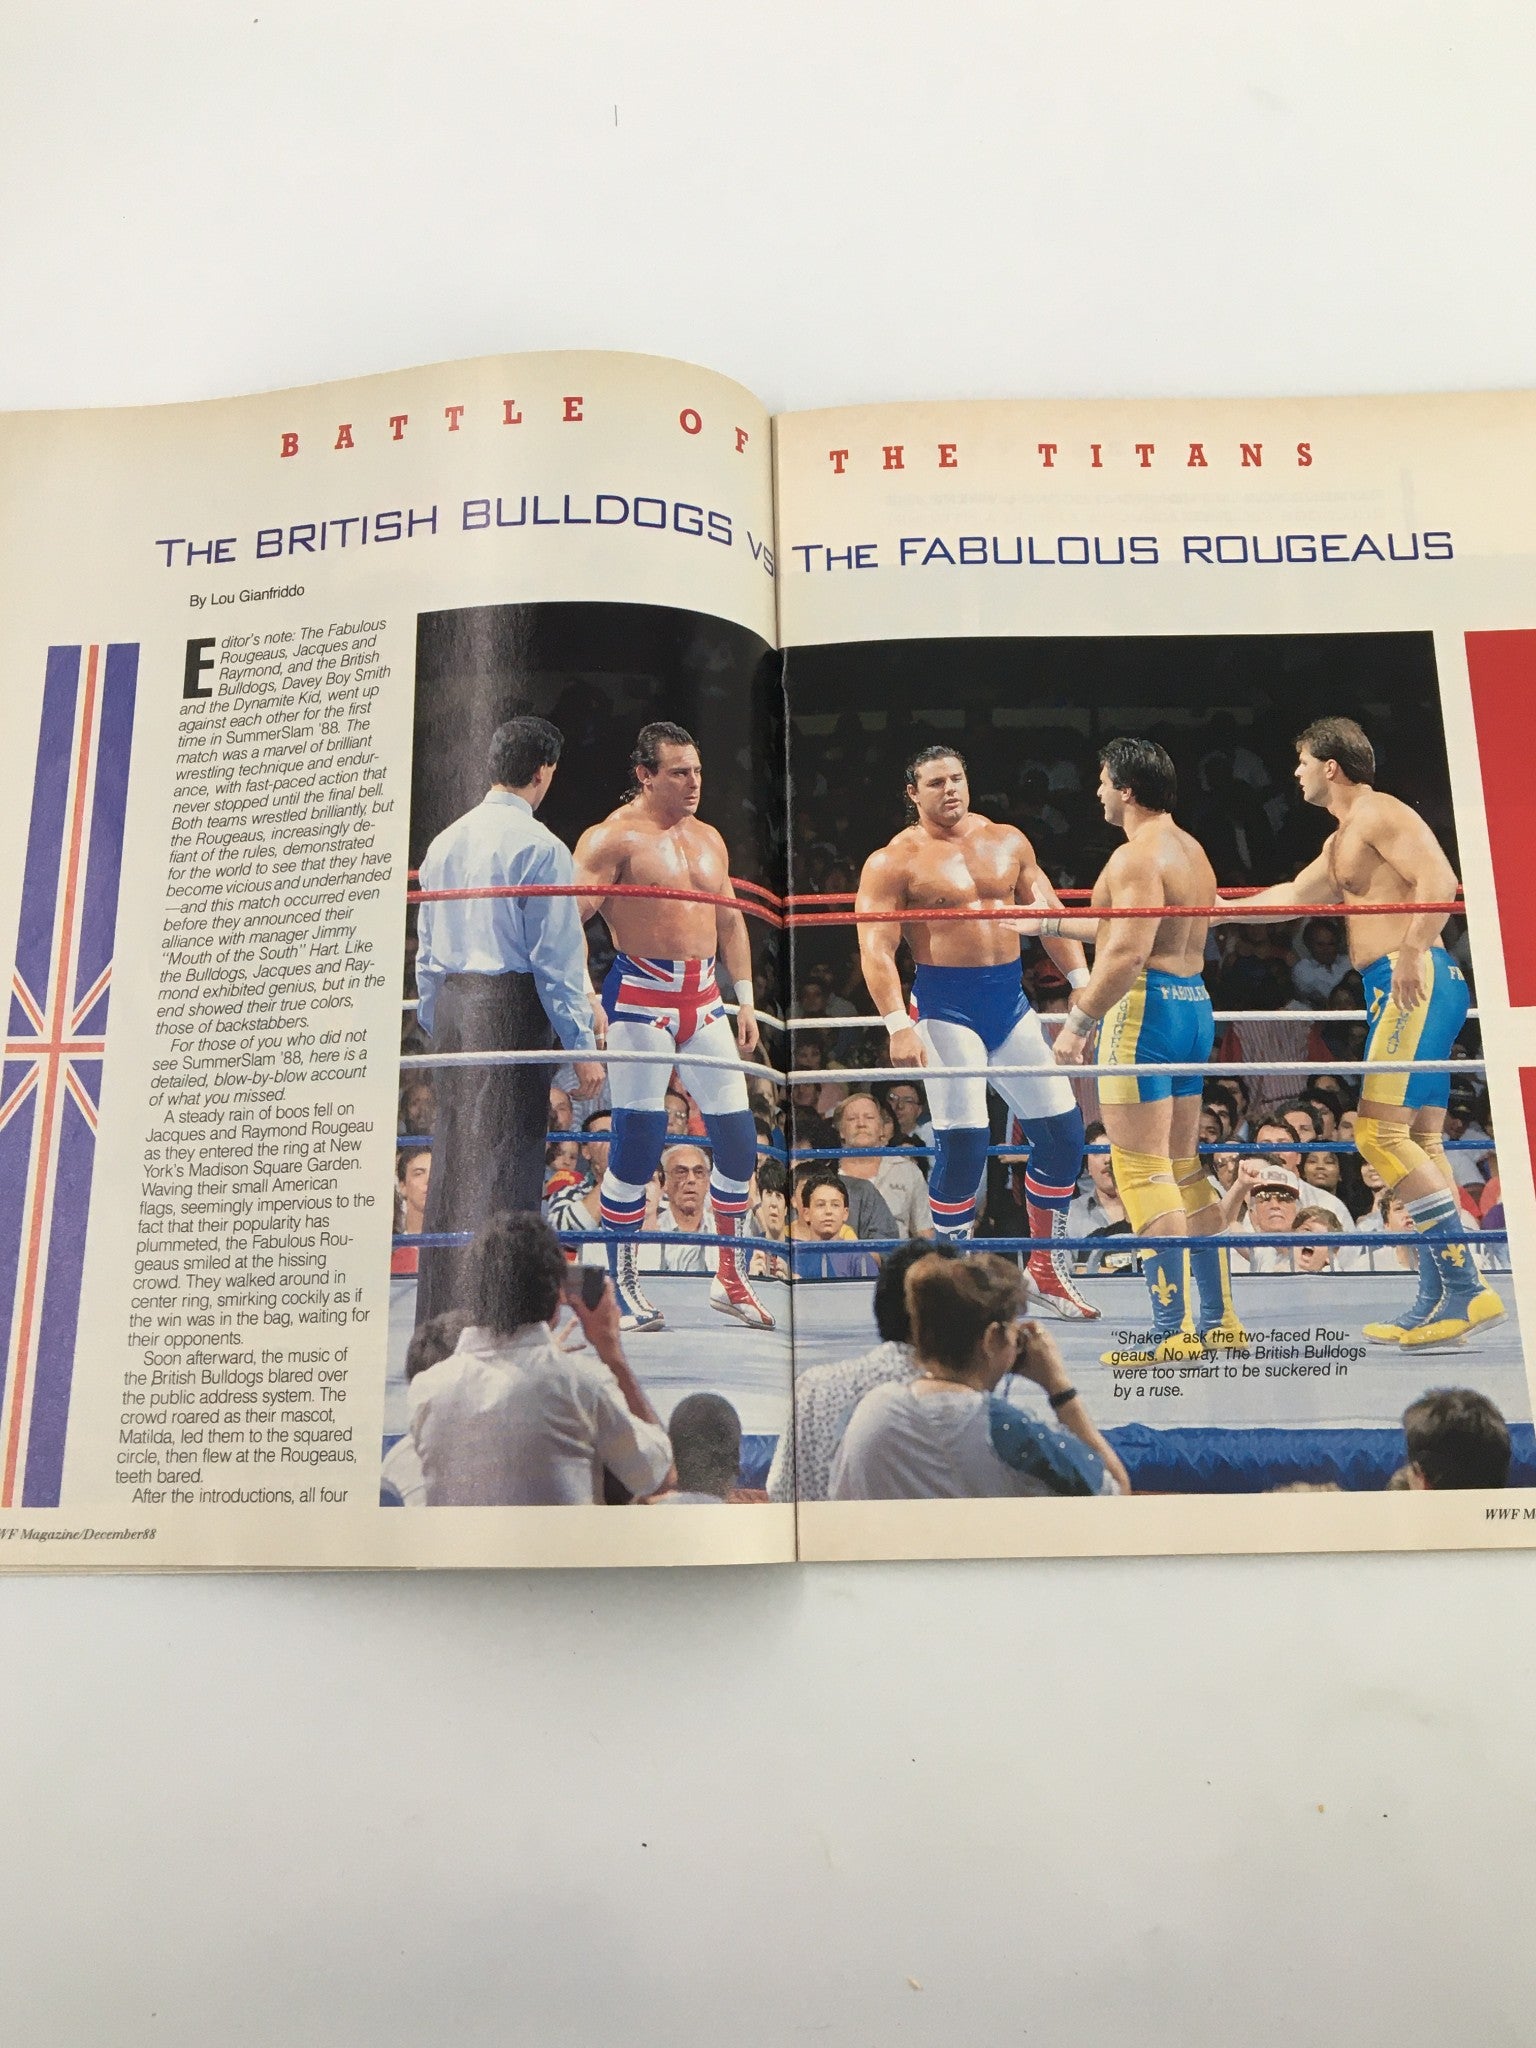 BATTLE OF THE TITANS
THE BRITISH BULLDOGS VS THE FABULOUS ROUGEAUS
By Lou Gianfriddo
Editor's note: The Fabulous
Rougeaus, Jacques and
Raymond, and the British
Bulldogs, Davey Boy Smith
and the Dynamite Kid, went up
against each other for the first
time in SummerSlam '88. The
match was a marvel of brilliant
wrestling technique and endur-
ance, with fast-paced action that
never stopped until the final bell.
Both teams wrestled brilliantly, but
the Rougeaus, increasingly de-
fiant of the rules, demonstrated
for the world to see that they have
become vicious and underhanded
—and this match occurred even
before they announced their
alliance with manager Jimmy
"Mouth of the South" Hart. Like
the Bulldogs, Jacques and Ray-
mond exhibited genius, but in the
end showed their true colors,
those of backstabbers.
For those of you who did not
see SummerSlam '88, here is a
detailed, blow-by-blow account
of what you missed.
A steady rain of boos fell on
Jacques and Raymond Rougeau
as they entered the ring at New
York's Madison Square Garden.
Waving their small American
flags, seemingly impervious to the
fact that their popularity has
plummeted, the Fabulous Rou-
geaus smiled at the hissing
crowd. They walked around in
center ring, smirking cockily as if
the win was in the bag, waiting for
their opponents.
Soon afterward, the music of
the British Bulldogs blared over
the public address system. The
crowd roared as their mascot,
Matilda, led them to the squared
circle, then flew at the Rougeaus,
teeth bared.
After the introductions, all four
"Shake?" ask the two-faced Rou-
geaus. No way. The British Bulldogs
were too smart to be suckered in
by a ruse.
WF Magazine/December88
WWF M